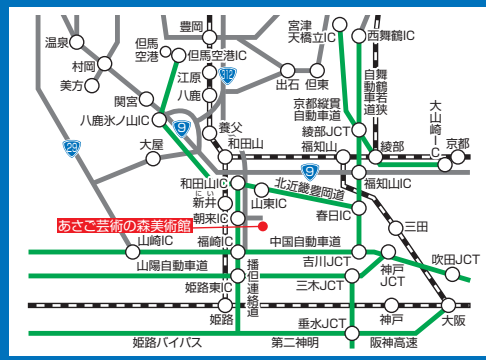 温泉
村岡
美方
豊岡
但馬空港
但馬空港IC
江原
八鹿
312
関宮
八鹿氷ノ山IC
9
養父
大屋
29
和田山
出石
但東
宮津天橋立IC
西舞鶴IC
京都縦貫自動車道
舞鶴若狭自動車道
綾部JCT
大山崎IC
福知山
綾部
京都
9
福知山IC
和田山IC
北近畿豊岡道
新井
にい
山東IC
朝来IC
春日IC
三田
あさご芸術の森美術館
山崎IC
福崎IC
中国自動車道
山陽自動車道
播但連絡道
吉川JCT
神戸JCT
吹田JCT
姫路東IC
三木JCT
姫路
神戸
大阪
垂水JCT
姫路バイパス
第二神明
阪神高速